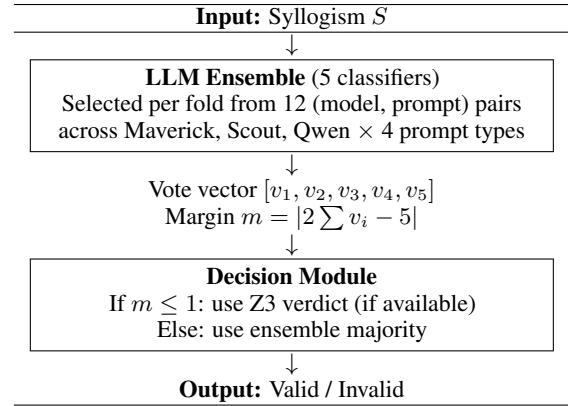 Input: Syllogism S
↓
LLM Ensemble (5 classifiers)
Selected per fold from 12 (model, prompt) pairs
across Maverick, Scout, Qwen × 4 prompt types
↓
Vote vector [v₁, v₂, v₃, v₄, v₅]
Margin m = |2 ∑ vᵢ − 5|
↓
Decision Module
If m ≤ 1: use Z3 verdict (if available)
Else: use ensemble majority
↓
Output: Valid / Invalid